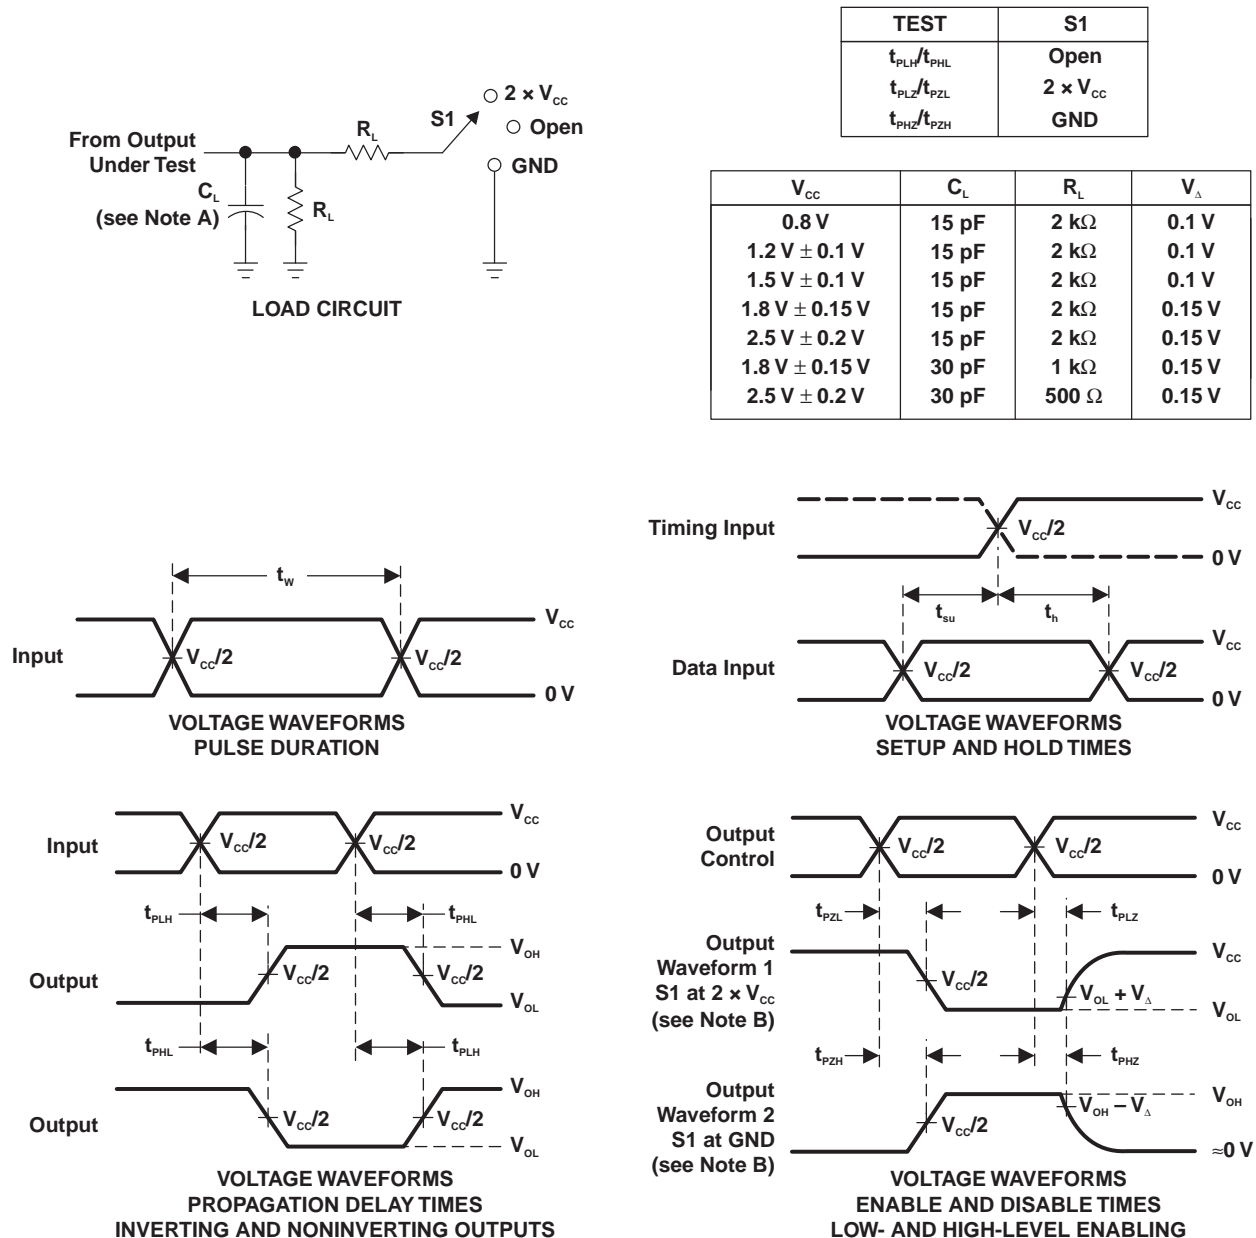 TEST S1
tPLH/tPHL Open
tPLZ/tPZL 2 × VCC
tPHZ/tPZH GND
2 × VCC
S1
Open
GND
From Output
Under Test
RL
CL
(see Note A)
RL
LOAD CIRCUIT
VCC CL RL VΔ
0.8 V 15 pF 2 kΩ 0.1 V
1.2 V ± 0.1 V 15 pF 2 kΩ 0.1 V
1.5 V ± 0.1 V 15 pF 2 kΩ 0.1 V
1.8 V ± 0.15 V 15 pF 2 kΩ 0.15 V
2.5 V ± 0.2 V 15 pF 2 kΩ 0.15 V
1.8 V ± 0.15 V 30 pF 1 kΩ 0.15 V
2.5 V ± 0.2 V 30 pF 500 Ω 0.15 V
tW
VCC
Input
VCC/2
VCC/2
0 V
VOLTAGE WAVEFORMS
PULSE DURATION
VCC
Timing Input
VCC/2
0 V
tsu
th
VCC
Data Input
VCC/2
VCC/2
0 V
VOLTAGE WAVEFORMS
SETUP AND HOLD TIMES
VCC
Input
VCC/2
VCC/2
0 V
tPLH
tPHL
VOH
Output
VCC/2
VCC/2
VOL
tPHL
tPLH
VOH
Output
VCC/2
VCC/2
VOL
VOLTAGE WAVEFORMS
PROPAGATION DELAY TIMES
INVERTING AND NONINVERTING OUTPUTS
VCC
Output
Control
VCC/2
VCC/2
0 V
tPZL
tPLZ
Output
Waveform 1
S1 at 2 × VCC
(see Note B)
VCC
VCC/2
VOL + VΔ
VOL
tPZH
tPHZ
Output
Waveform 2
S1 at GND
(see Note B)
VOH
VOH − VΔ
VCC/2
≈0 V
VOLTAGE WAVEFORMS
ENABLE AND DISABLE TIMES
LOW- AND HIGH-LEVEL ENABLING